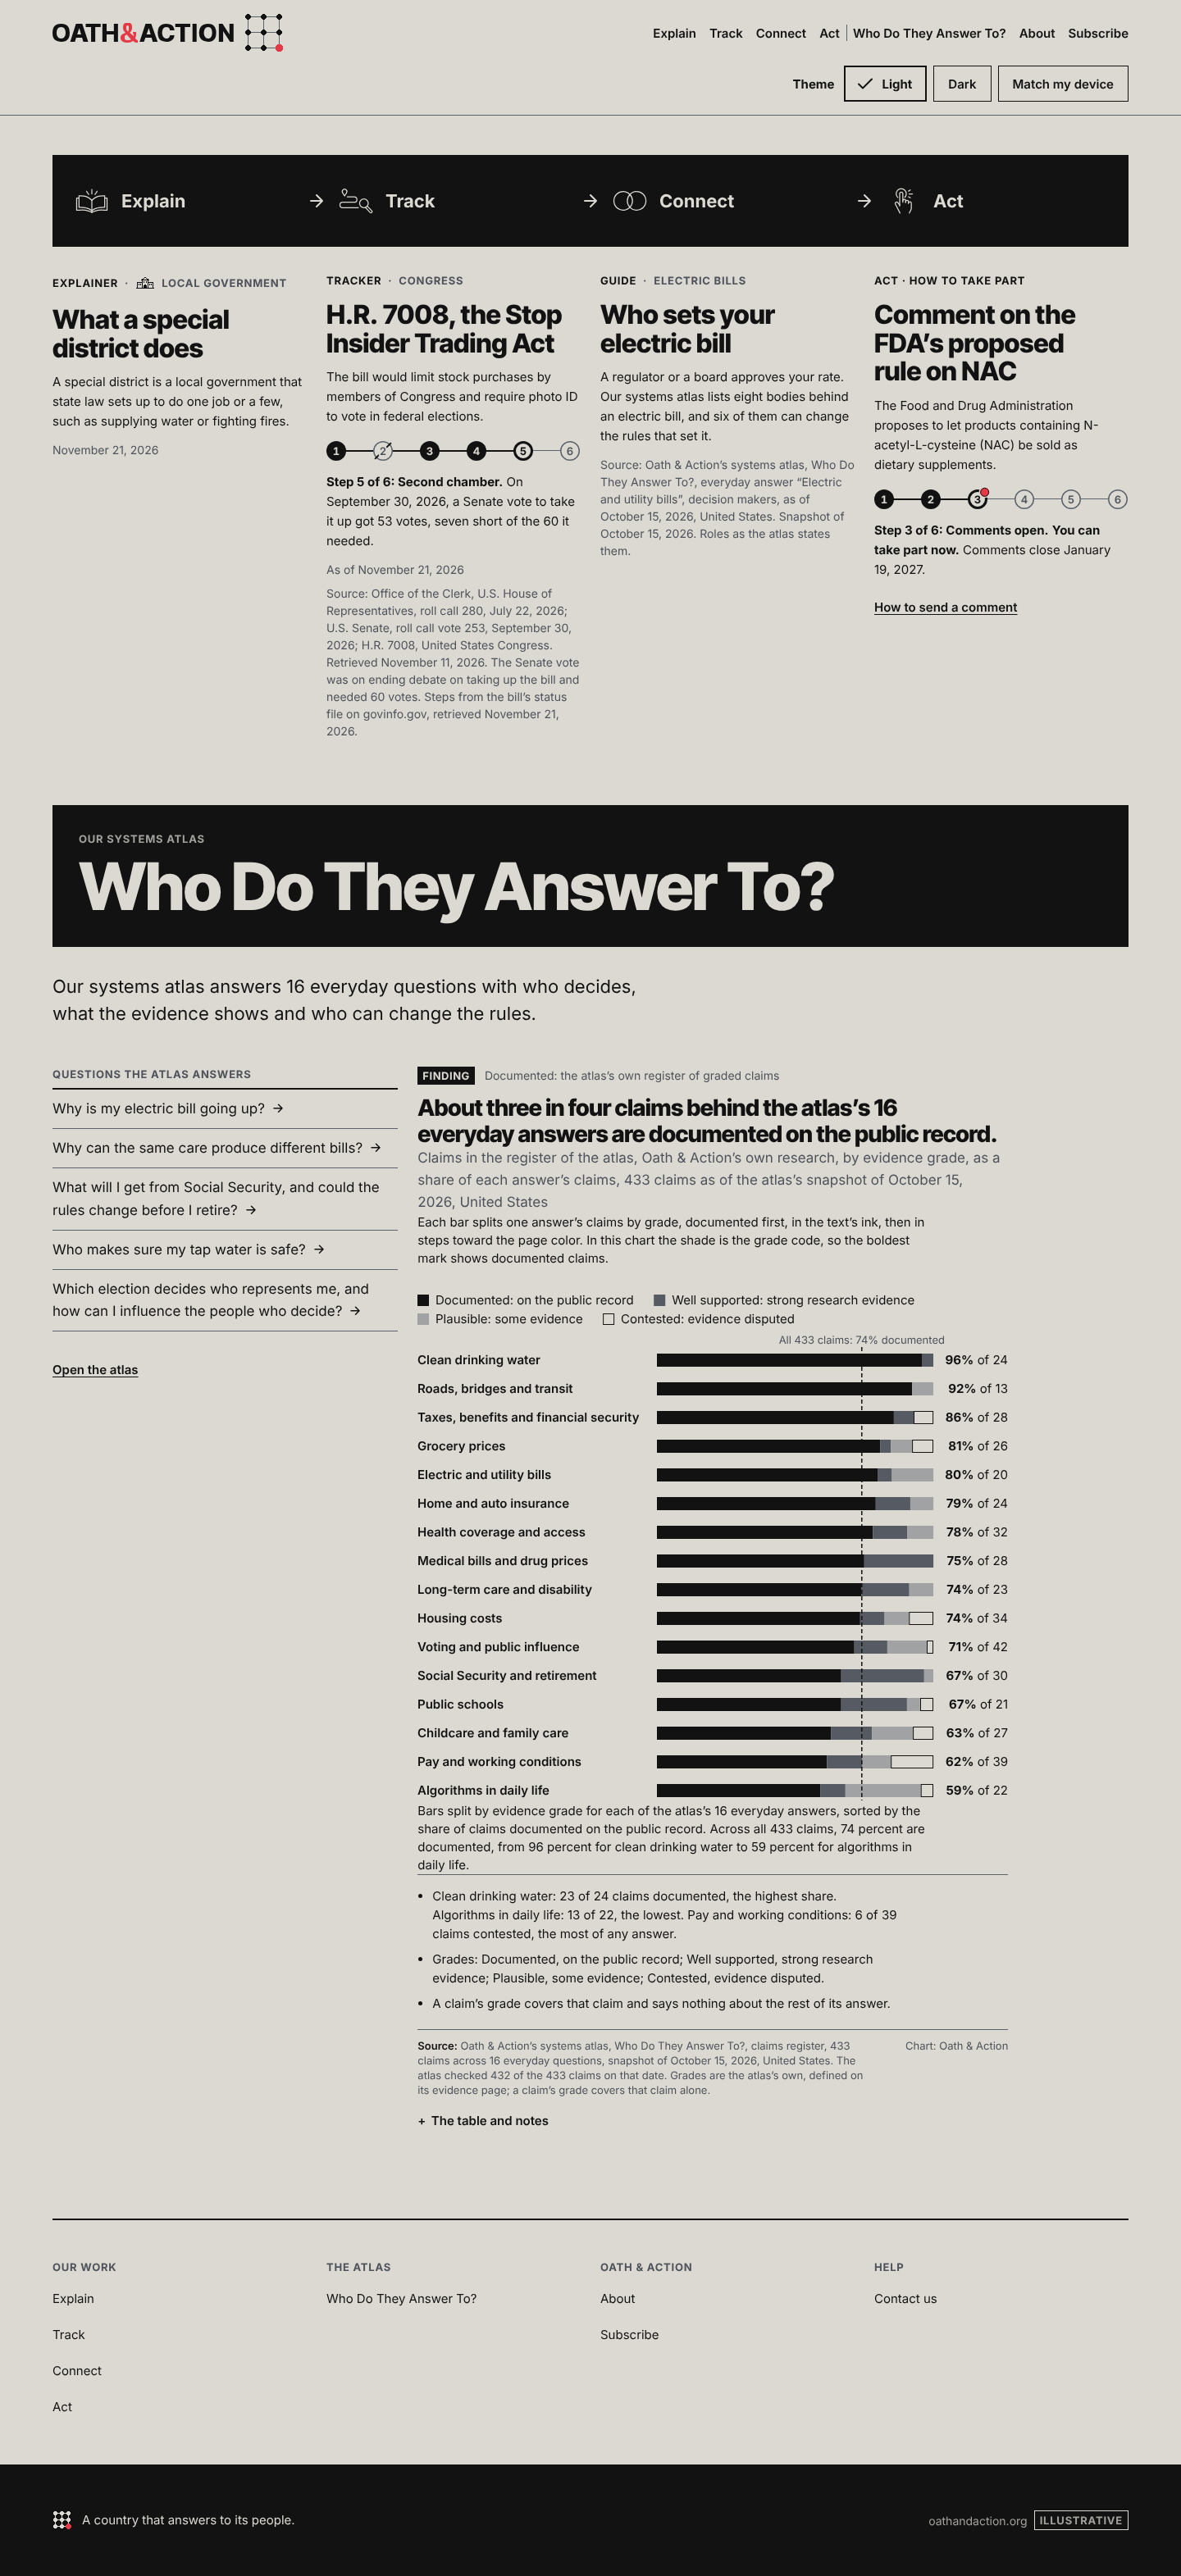 OATH&ACTION
Explain Track Connect Act Who Do They Answer To? About Subscribe
Theme Light Dark Match my device
Explain → Track → Connect → Act
EXPLAINER · LOCAL GOVERNMENT
What a special
district does
A special district is a local government that
state law sets up to do one job or a few,
such as supplying water or fighting fires.
November 21, 2026
TRACKER · CONGRESS
H.R. 7008, the Stop
Insider Trading Act
The bill would limit stock purchases by
members of Congress and require photo ID
to vote in federal elections.
1 2 3 4 5 6
Step 5 of 6: Second chamber. On
September 30, 2026, a Senate vote to take
it up got 53 votes, seven short of the 60 it
needed.
As of November 21, 2026
Source: Office of the Clerk, U.S. House of
Representatives, roll call 280, July 22, 2026;
U.S. Senate, roll call vote 253, September 30,
2026; H.R. 7008, United States Congress.
Retrieved November 11, 2026. The Senate vote
was on ending debate on taking up the bill and
needed 60 votes. Steps from the bill’s status
file on govinfo.gov, retrieved November 21,
2026.
GUIDE · ELECTRIC BILLS
Who sets your
electric bill
A regulator or a board approves your rate.
Our systems atlas lists eight bodies behind
an electric bill, and six of them can change
the rules that set it.
Source: Oath & Action’s systems atlas, Who Do
They Answer To?, everyday answer “Electric
and utility bills”, decision makers, as of
October 15, 2026, United States. Snapshot of
October 15, 2026. Roles as the atlas states
them.
ACT · HOW TO TAKE PART
Comment on the
FDA’s proposed
rule on NAC
The Food and Drug Administration
proposes to let products containing N-
acetyl-L-cysteine (NAC) be sold as
dietary supplements.
1 2 3 4 5 6
Step 3 of 6: Comments open. You can
take part now. Comments close January
19, 2027.
How to send a comment
OUR SYSTEMS ATLAS
Who Do They Answer To?
Our systems atlas answers 16 everyday questions with who decides,
what the evidence shows and who can change the rules.
QUESTIONS THE ATLAS ANSWERS
Why is my electric bill going up? →
Why can the same care produce different bills? →
What will I get from Social Security, and could the
rules change before I retire? →
Who makes sure my tap water is safe? →
Which election decides who represents me, and
how can I influence the people who decide? →
Open the atlas
FINDING Documented: the atlas’s own register of graded claims
About three in four claims behind the atlas’s 16
everyday answers are documented on the public record.
Claims in the register of the atlas, Oath & Action’s own research, by evidence grade, as a
share of each answer’s claims, 433 claims as of the atlas’s snapshot of October 15,
2026, United States
Each bar splits one answer’s claims by grade, documented first, in the text’s ink, then in
steps toward the page color. In this chart the shade is the grade code, so the boldest
mark shows documented claims.
Documented: on the public record Well supported: strong research evidence
Plausible: some evidence Contested: evidence disputed
All 433 claims: 74% documented
Clean drinking water 96% of 24
Roads, bridges and transit 92% of 13
Taxes, benefits and financial security 86% of 28
Grocery prices 81% of 26
Electric and utility bills 80% of 20
Home and auto insurance 79% of 24
Health coverage and access 78% of 32
Medical bills and drug prices 75% of 28
Long-term care and disability 74% of 23
Housing costs 74% of 34
Voting and public influence 71% of 42
Social Security and retirement 67% of 30
Public schools 67% of 21
Childcare and family care 63% of 27
Pay and working conditions 62% of 39
Algorithms in daily life 59% of 22
Bars split by evidence grade for each of the atlas’s 16 everyday answers, sorted by the
share of claims documented on the public record. Across all 433 claims, 74 percent are
documented, from 96 percent for clean drinking water to 59 percent for algorithms in
daily life.
• Clean drinking water: 23 of 24 claims documented, the highest share.
Algorithms in daily life: 13 of 22, the lowest. Pay and working conditions: 6 of 39
claims contested, the most of any answer.
• Grades: Documented, on the public record; Well supported, strong research
evidence; Plausible, some evidence; Contested, evidence disputed.
• A claim’s grade covers that claim and says nothing about the rest of its answer.
Source: Oath & Action’s systems atlas, Who Do They Answer To?, claims register, 433
claims across 16 everyday questions, snapshot of October 15, 2026, United States. The
atlas checked 432 of the 433 claims on that date. Grades are the atlas’s own, defined on
its evidence page; a claim’s grade covers that claim alone.
Chart: Oath & Action
+ The table and notes
OUR WORK
Explain
Track
Connect
Act
THE ATLAS
Who Do They Answer To?
OATH & ACTION
About
Subscribe
HELP
Contact us
A country that answers to its people.
oathandaction.org ILLUSTRATIVE